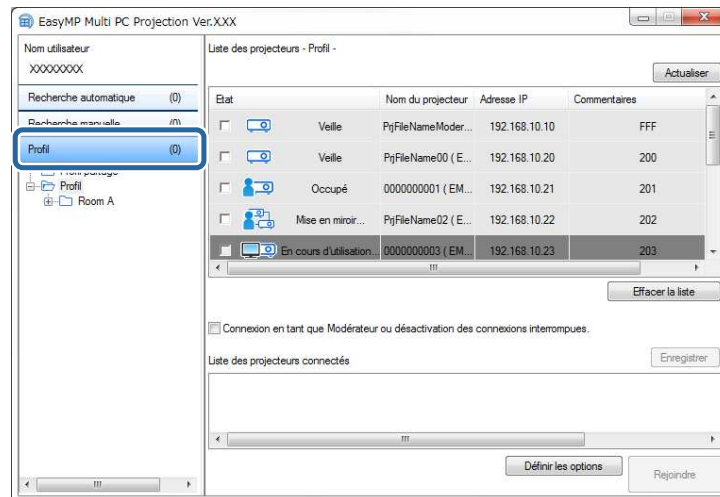 EasyMP Multi PC Projection Ver.XXX
Nom utilisateur
XXXXXXXX
Recherche automatique (0)
Recherche manuelle (0)
Profil (0)
Profil partagé
Profil
Room A
Liste des projecteurs - Profil -
Actualiser
Etat Nom du projecteur Adresse IP Commentaires
Veille PrjFileNameModer... 192.168.10.10 FFF
Veille PrjFileName00 ( E... 192.168.10.20 200
Occupé 0000000001 ( EM... 192.168.10.21 201
Mise en miroir... PrjFileName02 ( E... 192.168.10.22 202
En cours d'utilisation... 0000000003 ( EM... 192.168.10.23 203
Effacer la liste
Connexion en tant que Modérateur ou désactivation des connexions interrompues.
Liste des projecteurs connectés
Enregistrer
Définir les options
Rejoindre